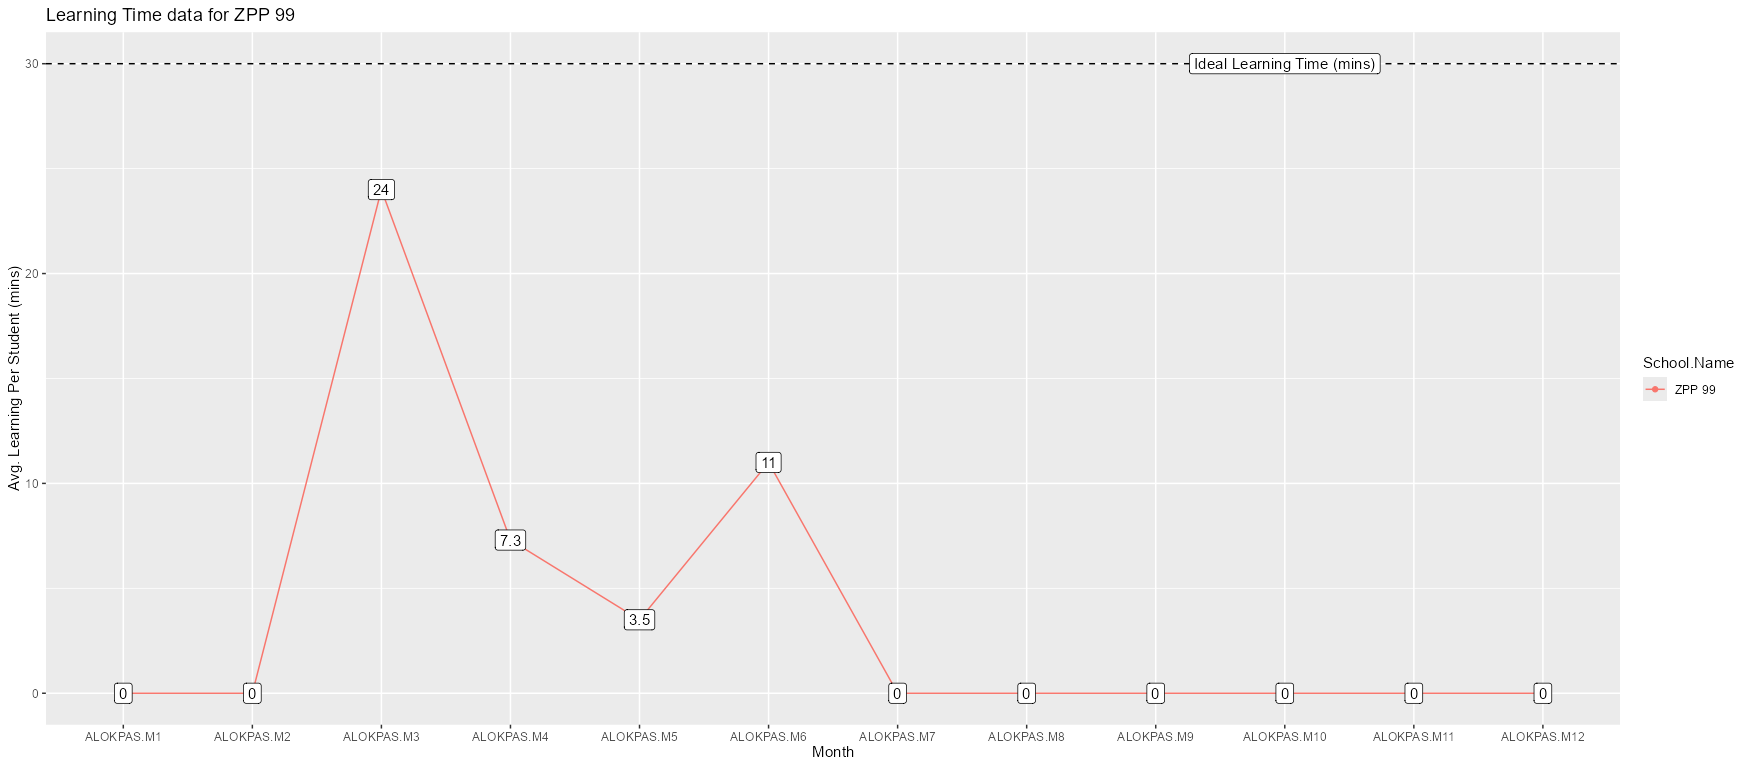 Learning Time data for ZPP 99
Avg. Learning Per Student (mins)
30
20
10
0
Ideal Learning Time (mins)
0
0
24
7.3
3.5
11
0
0
0
0
0
0
ALOKPAS.M1
ALOKPAS.M2
ALOKPAS.M3
ALOKPAS.M4
ALOKPAS.M5
ALOKPAS.M6
ALOKPAS.M7
ALOKPAS.M8
ALOKPAS.M9
ALOKPAS.M10
ALOKPAS.M11
ALOKPAS.M12
Month
School.Name
ZPP 99